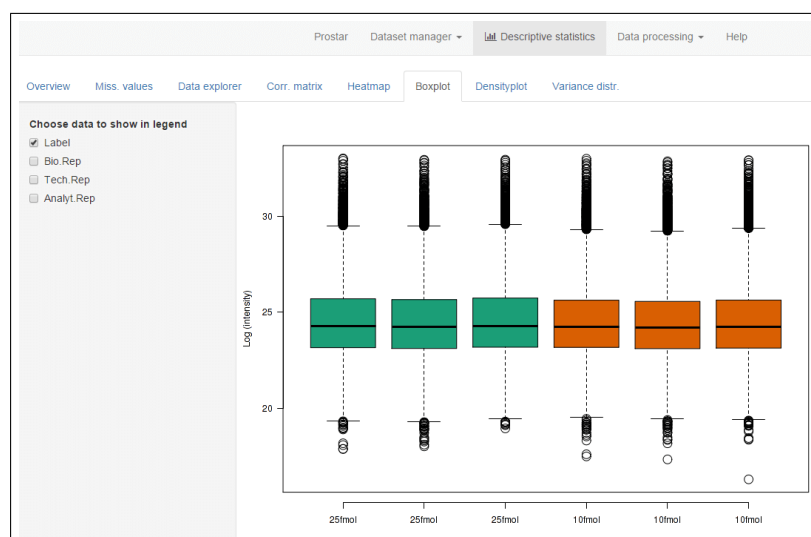 Prostar Dataset manager Descriptive statistics Data processing Help
Overview Miss. values Data explorer Corr. matrix Heatmap Boxplot Densityplot Variance distr.
Choose data to show in legend
Label
Bio.Rep
Tech.Rep
Analyt.Rep
Log (intensity)
30
25
20
25fmol 25fmol 25fmol 10fmol 10fmol 10fmol